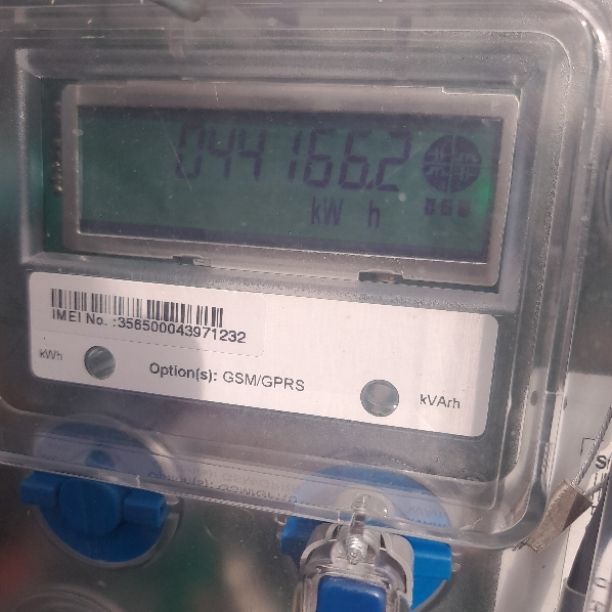 044166.2
kW h
IMEI No. :356500043971232
kWh
Option(s): GSM/GPRS
kVArh